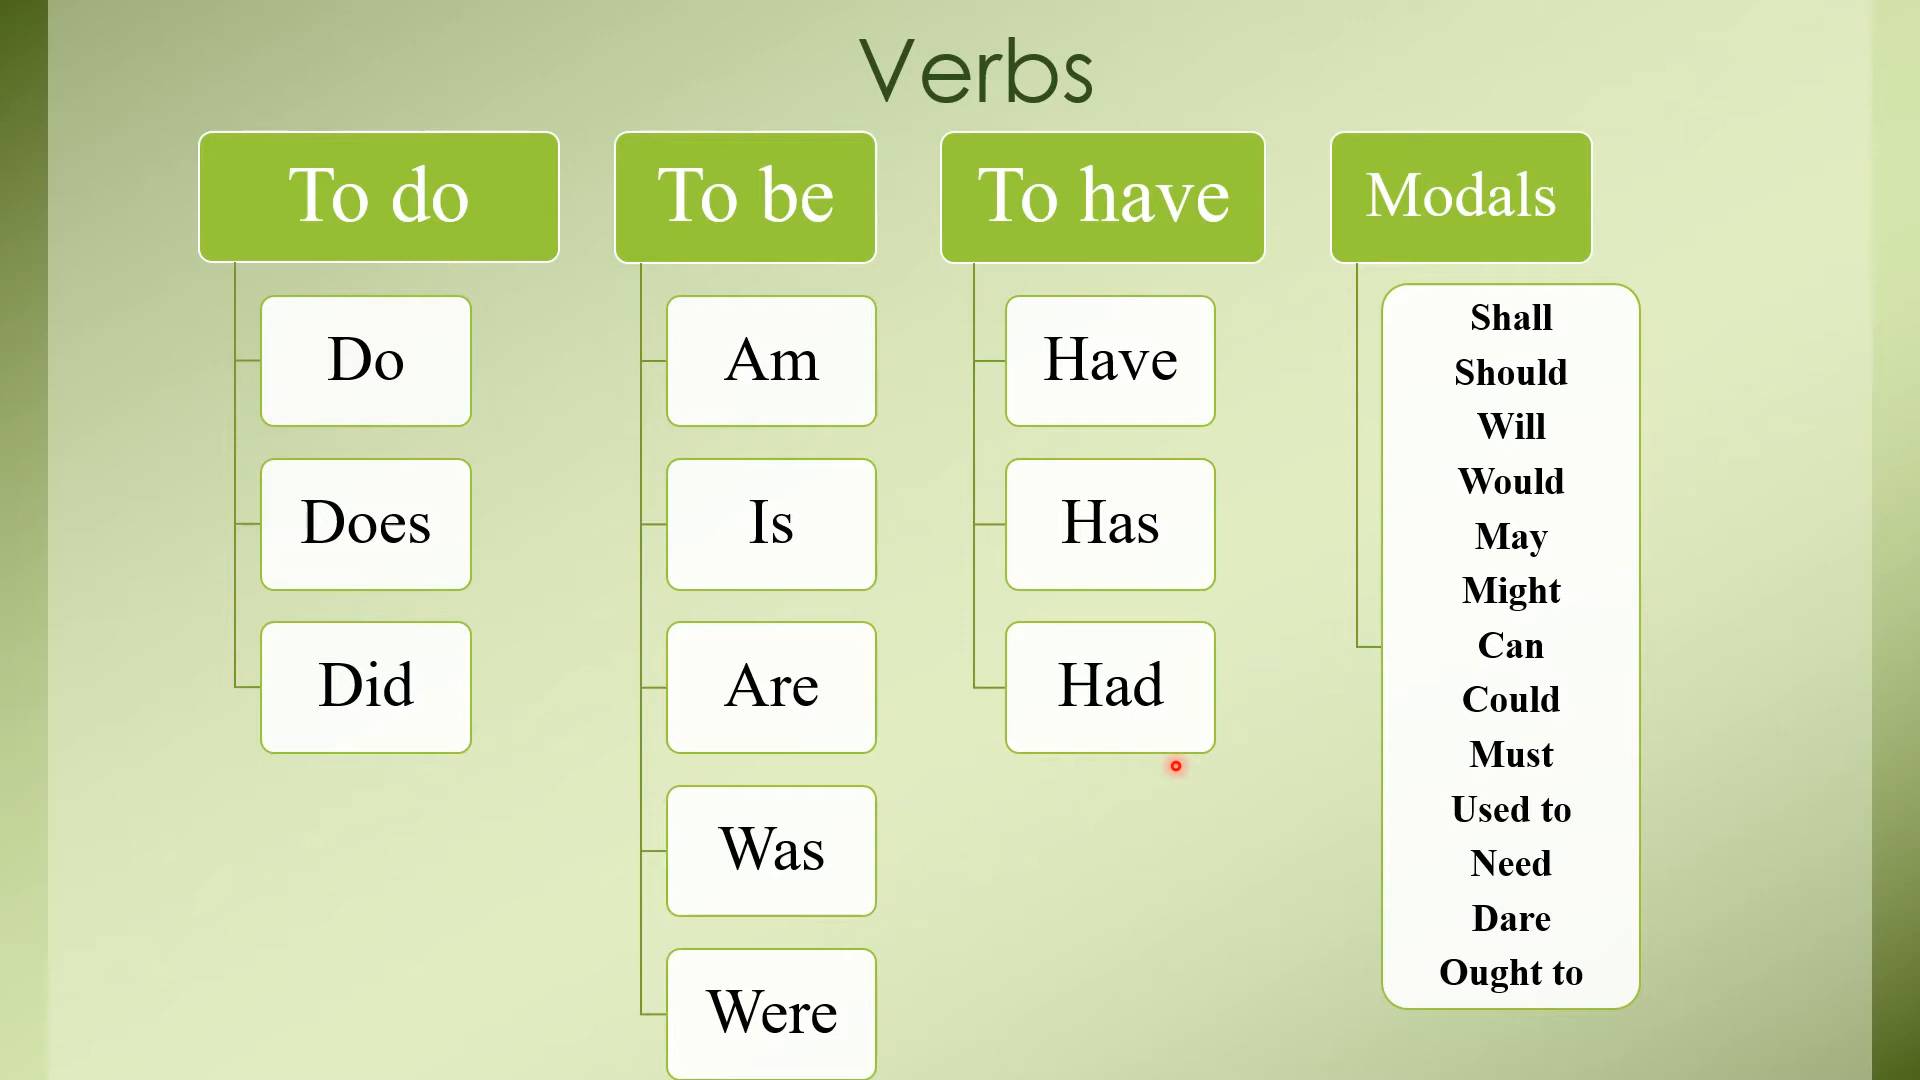 Verbs
To do
Do
Does
Did
To be
Am
Is
Are
Was
Were
To have
Have
Has
Had
Modals
Shall
Should
Will
Would
May
Might
Can
Could
Must
Used to
Need
Dare
Ought to